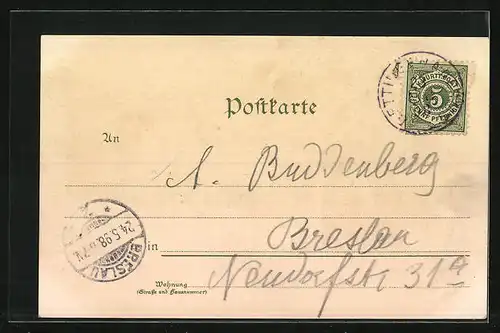 Postkarte
An
A. Buddenberg
in Breslau
Neudorfstr 31a
Wohnung
(Straße und Hausnummer)
BRESLAU
24.5.98.
5